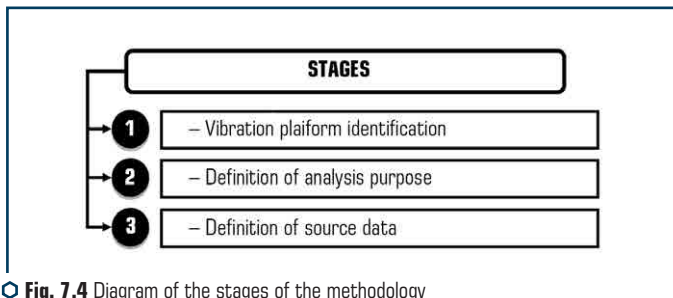 STAGES
1 – Vibration plaiform identification
2 – Definition of analysis purpose
3 – Definition of source data
Fig. 7.4 Diagram of the stages of the methodology